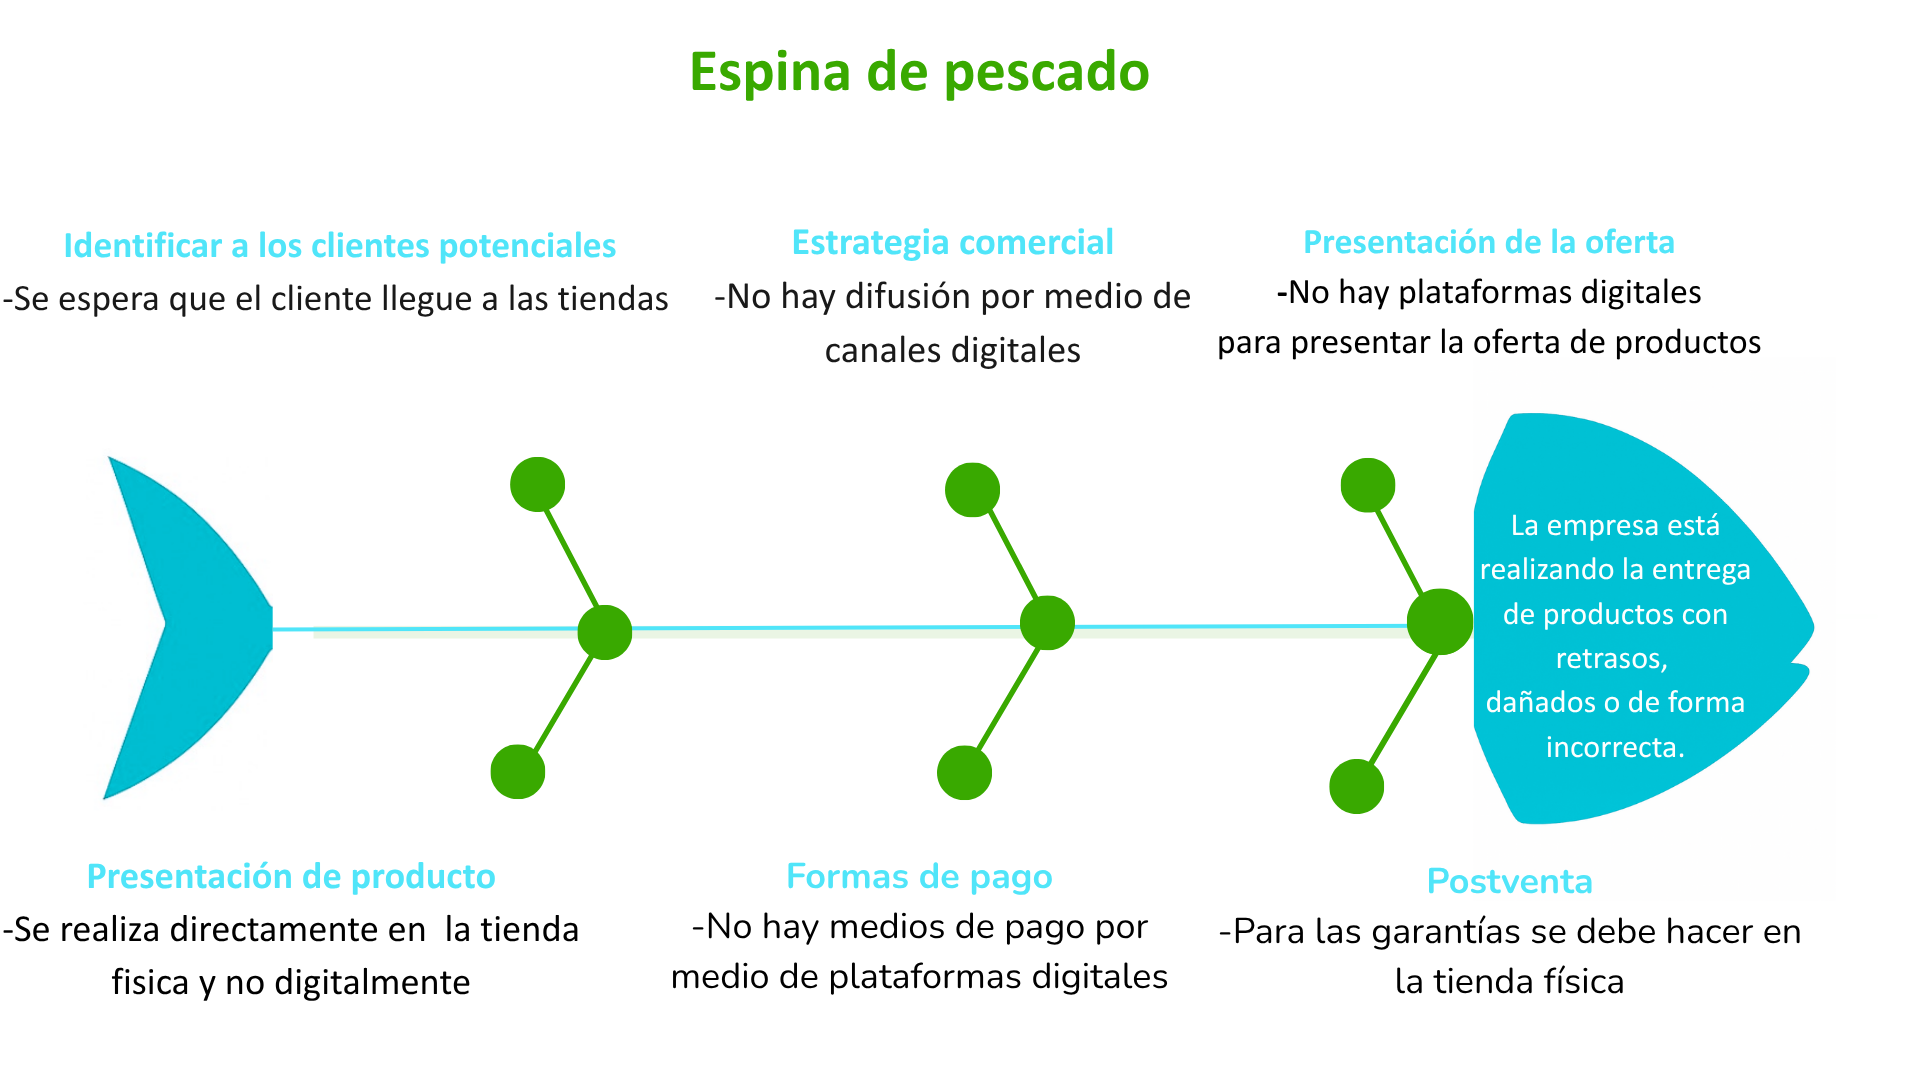 Espina de pescado
Identificar a los clientes potenciales
-Se espera que el cliente llegue a las tiendas
Estrategia comercial
-No hay difusión por medio de
canales digitales
Presentación de la oferta
-No hay plataformas digitales
para presentar la oferta de productos
La empresa está
realizando la entrega
de productos con
retrasos,
dañados o de forma
incorrecta.
Presentación de producto
-Se realiza directamente en la tienda
fisica y no digitalmente
Formas de pago
-No hay medios de pago por
medio de plataformas digitales
Postventa
-Para las garantías se debe hacer en
la tienda física